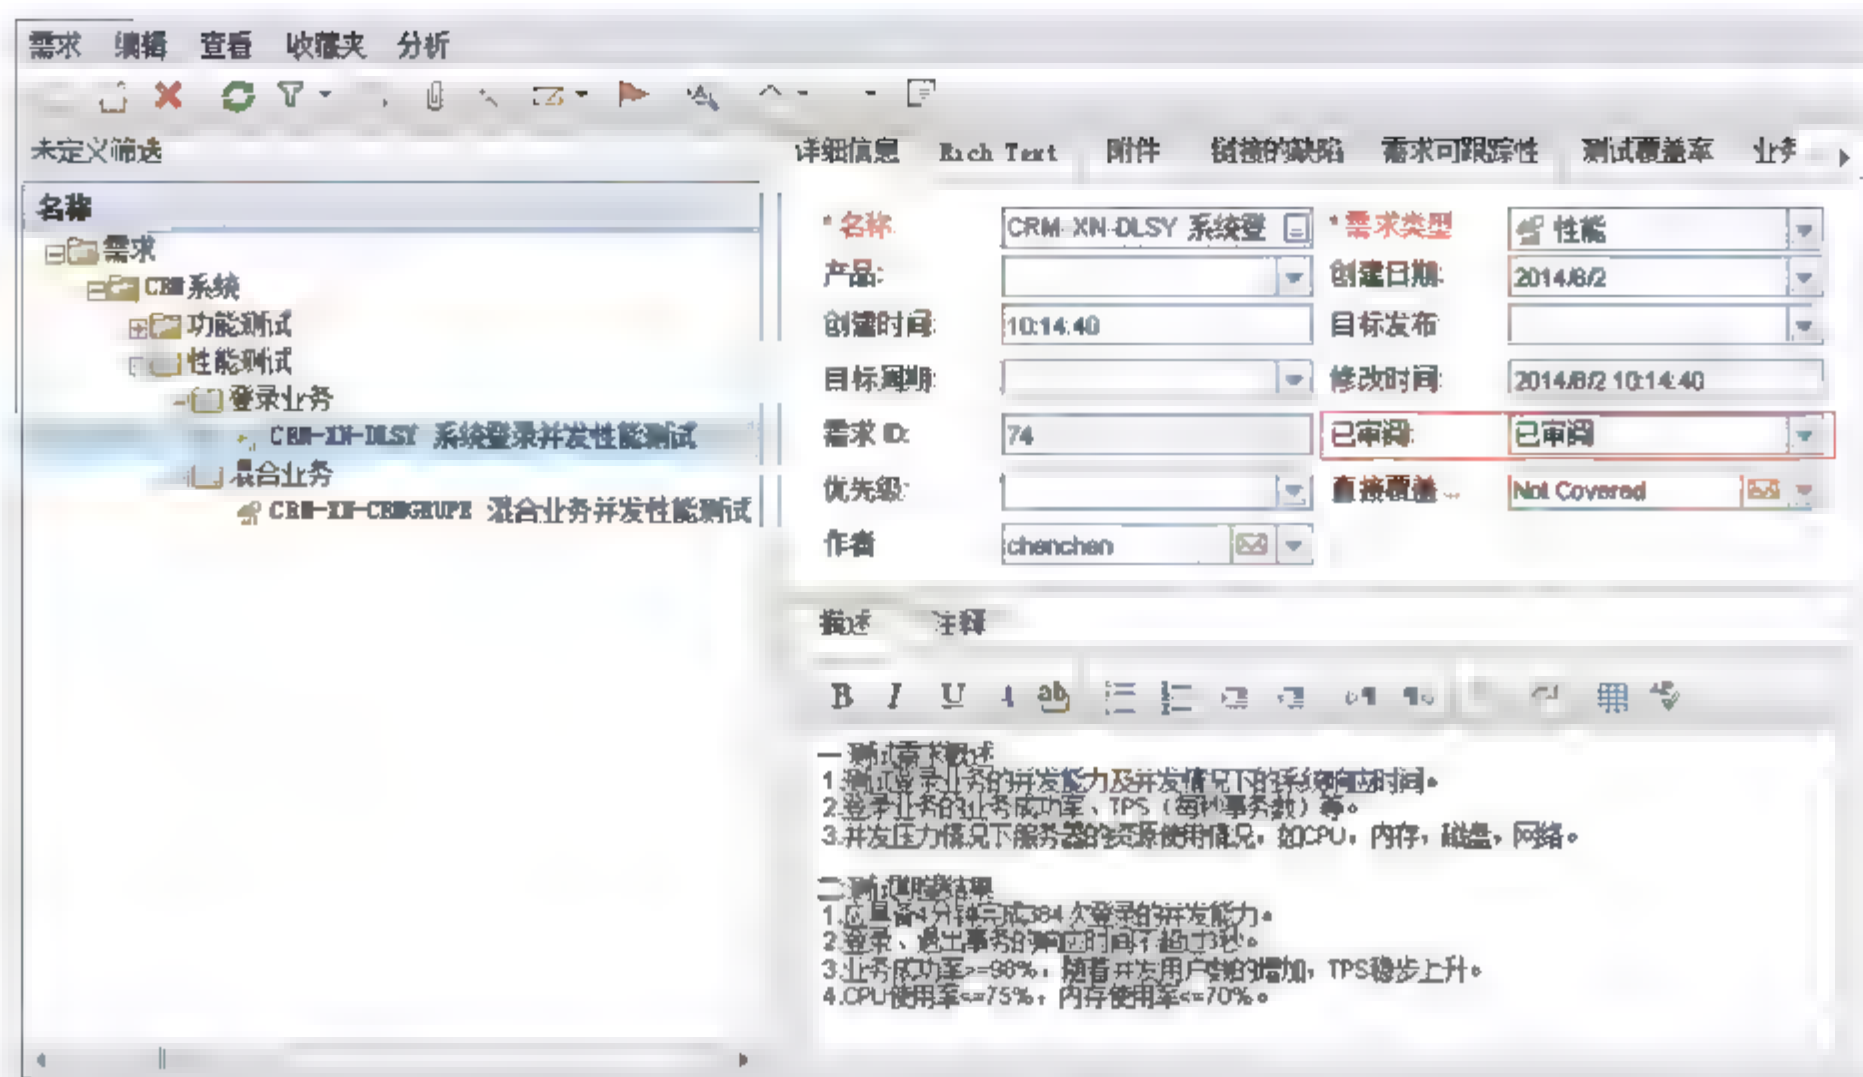 需求 编辑 查看 收藏夹 分析
未定义筛选
详细信息 Rich Text 附件 链接的缺陷 需求可跟踪性 测试覆盖率 业务
名称
需求
CRM系统
功能测试
性能测试
登录业务
CRM-XN-DLSY 系统登录并发性能测试
混合业务
混合业务并发性能测试
*名称: CRM-XN-DLSY 系统登 *需求类型 性能
产品: 创建日期: 2014/6/2
创建时间: 10:14:40 目标发布
目标周期: 修改时间: 2014/6/2 10:14:40
需求 ID: 74 已审阅: 已审阅
优先级: 直接覆盖... Not Covered
作者 chenchen
描述 注释
B I U A ab
一 测试需求概述
1.测试登录业务的并发能力及并发情况下的系统响应时间。
2.登录业务的业务成功率、TPS（每秒事务数）等。
3.并发压力情况下服务器的资源使用情况，如CPU，内存，磁盘，网络。
二 测试
1.应具备1分钟完成384次登录的并发能力。
2.登录、退出事务的响应时间不超过3秒。
3.业务成功率>=98%，随着并发用户数的增加，TPS稳步上升。
4.CPU使用率<=75%，内存使用率<=70%。